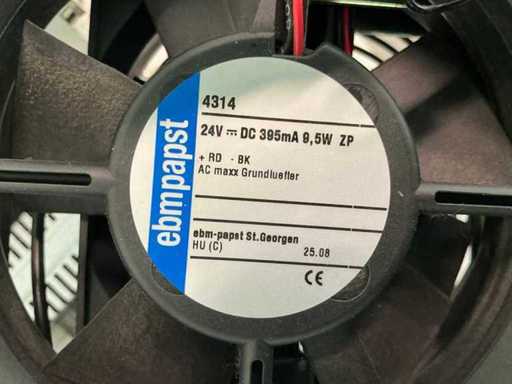 ebmpapst
4314
24V ⎓ DC 395mA 9,5W ZP
+ RD - BK
AC maxx Grundluefter
ebm-papst St.Georgen
HU (C) 25.08
CE